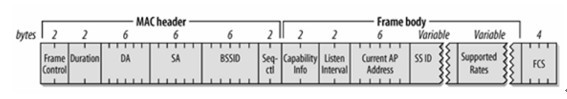 MAC header Frame body
bytes 2 2 6 6 6 2 2 2 6 Variable Variable 4
Frame Control Duration DA SA BSSID Seq-ctl Capability Info Listen Interval Current AP Address SS ID Supported Rates FCS